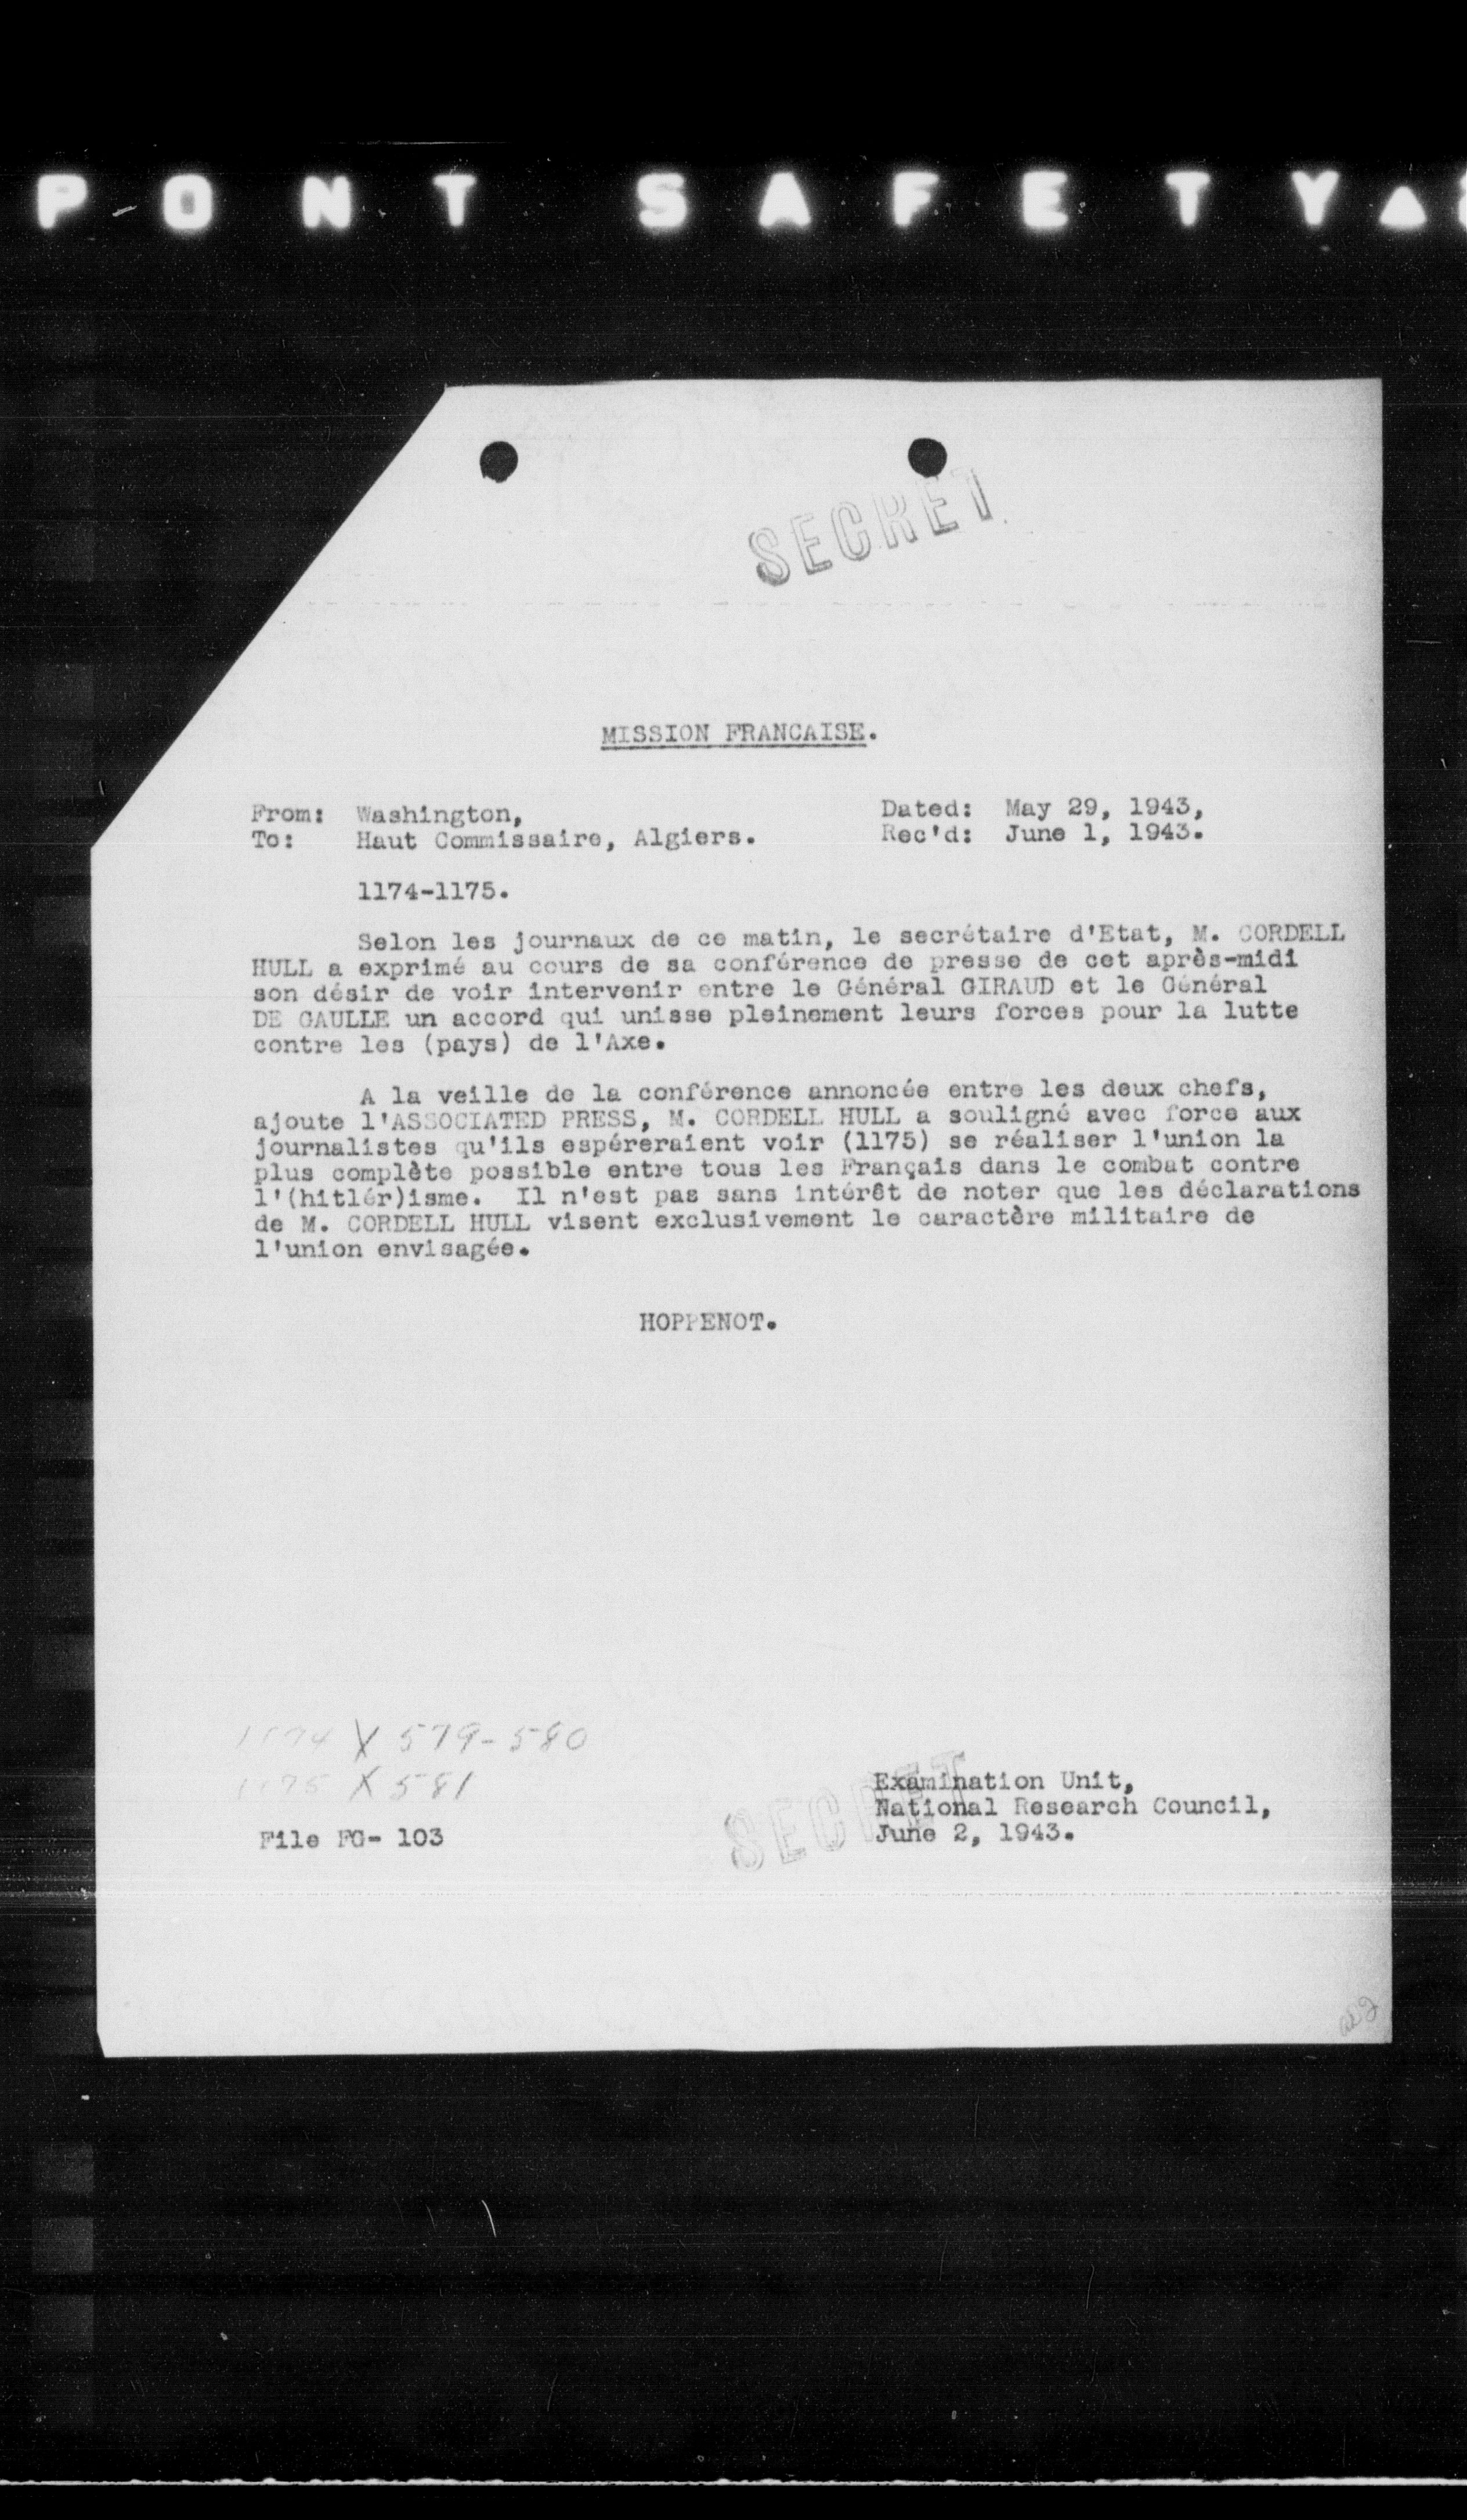 PONT SAFETY
SECRET
MISSION FRANCAISE.
From: Washington, Dated: May 29, 1943,
To: Haut Commissaire, Algiers. Rec'd: June 1, 1943.
1174-1175.
Selon les journaux de ce matin, le secrétaire d'Etat, M. CORDELL
HULL a exprimé au cours de sa conférence de presse de cet après-midi
son désir de voir intervenir entre le Général GIRAUD et le Général
DE GAULLE un accord qui unisse pleinement leurs forces pour la lutte
contre les (pays) de l'Axe.
A la veille de la conférence annoncée entre les deux chefs,
ajoute l'ASSOCIATED PRESS, M. CORDELL HULL a souligné avec force aux
journalistes qu'ils espéreraient voir (1175) se réaliser l'union la
plus complète possible entre tous les Français dans le combat contre
l'(hitlér)isme. Il n'est pas sans intérêt de noter que les déclarations
de M. CORDELL HULL visent exclusivement le caractère militaire de
l'union envisagée.
HOPPENOT.
1174 X 579-580
1175 X 581
File FG- 103
SECRET
Examination Unit,
National Research Council,
June 2, 1943.